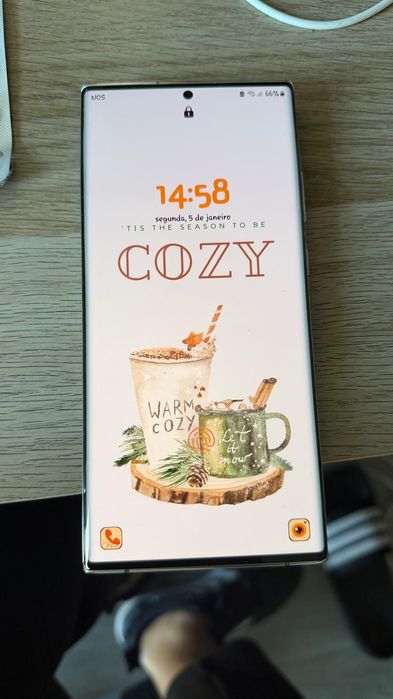 NOS 66%
14:58
segunda, 5 de janeiro
'TIS THE SEASON TO BE
COZY
WARM
COZY
Let
it
snow